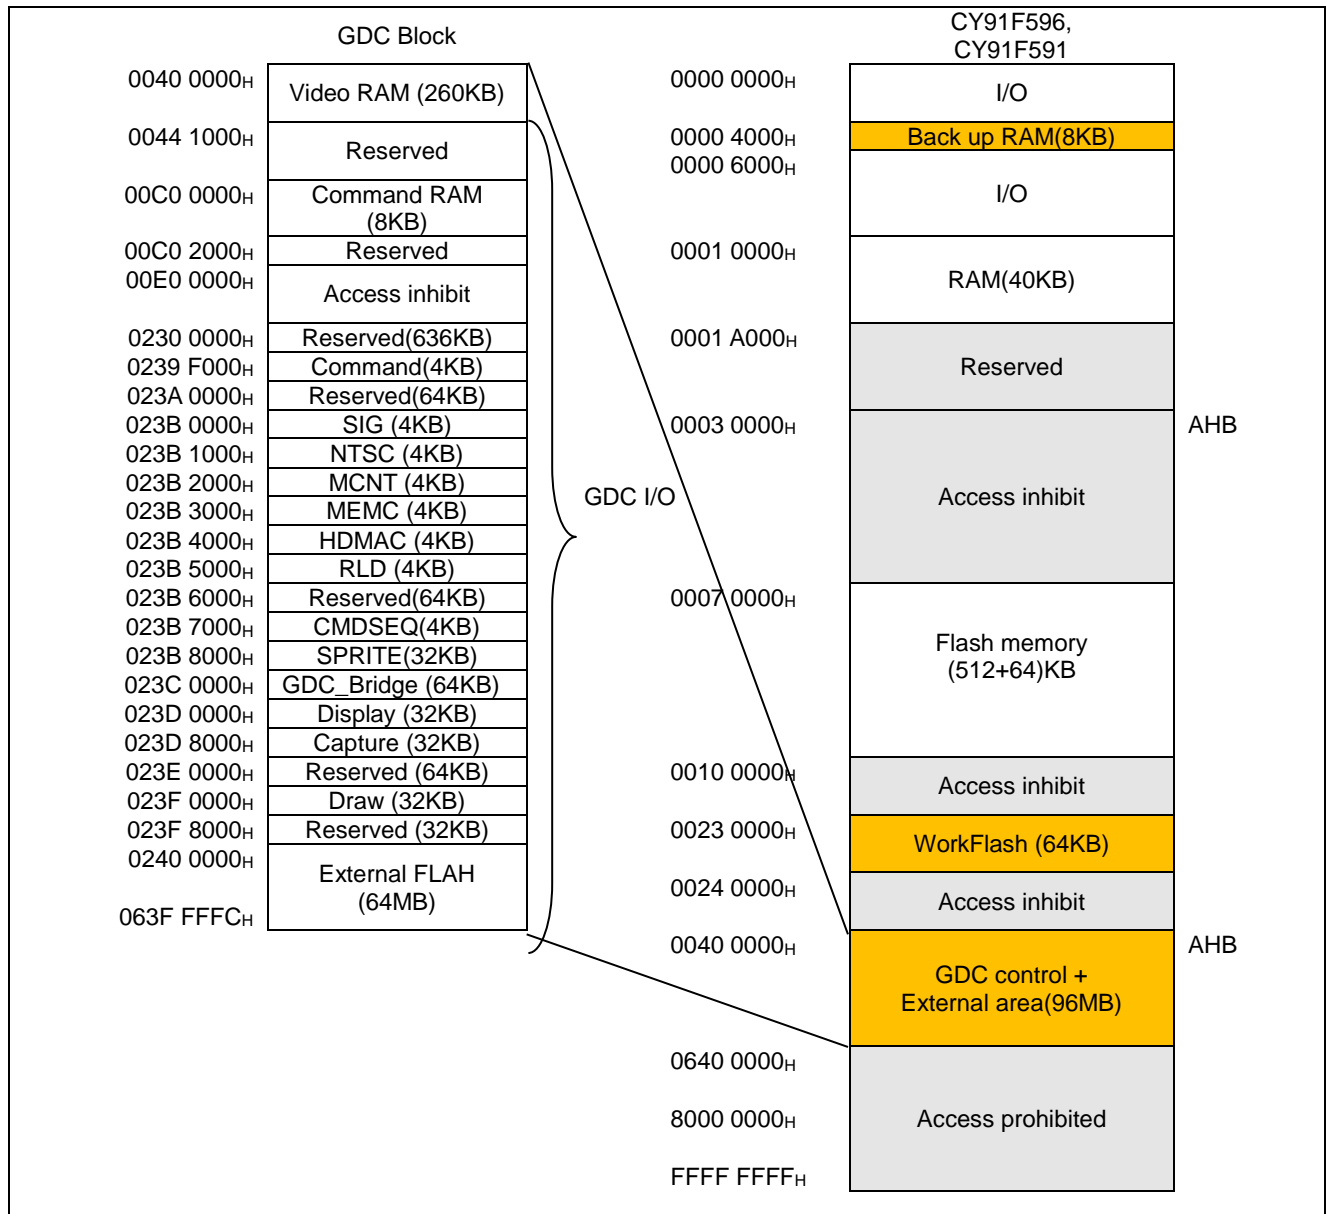 GDC Block
0040 0000H
Video RAM (260KB)
0044 1000H
Reserved
00C0 0000H
Command RAM
(8KB)
00C0 2000H
Reserved
00E0 0000H
Access inhibit
0230 0000H
Reserved(636KB)
0239 F000H
Command(4KB)
023A 0000H
Reserved(64KB)
023B 0000H
SIG (4KB)
023B 1000H
NTSC (4KB)
023B 2000H
MCNT (4KB)
023B 3000H
MEMC (4KB)
023B 4000H
HDMAC (4KB)
023B 5000H
RLD (4KB)
023B 6000H
Reserved(64KB)
023B 7000H
CMDSEQ(4KB)
023B 8000H
SPRITE(32KB)
023C 0000H
GDC_Bridge (64KB)
023D 0000H
Display (32KB)
023D 8000H
Capture (32KB)
023E 0000H
Reserved (64KB)
023F 0000H
Draw (32KB)
023F 8000H
Reserved (32KB)
0240 0000H
External FLAH
(64MB)
063F FFFCH
GDC I/O
CY91F596,
CY91F591
0000 0000H
I/O
0000 4000H
Back up RAM(8KB)
0000 6000H
I/O
0001 0000H
RAM(40KB)
0001 A000H
Reserved
0003 0000H
AHB
Access inhibit
0007 0000H
Flash memory
(512+64)KB
0010 0000H
Access inhibit
0023 0000H
WorkFlash (64KB)
0024 0000H
Access inhibit
0040 0000H
AHB
GDC control +
External area(96MB)
0640 0000H
8000 0000H
Access prohibited
FFFF FFFFH